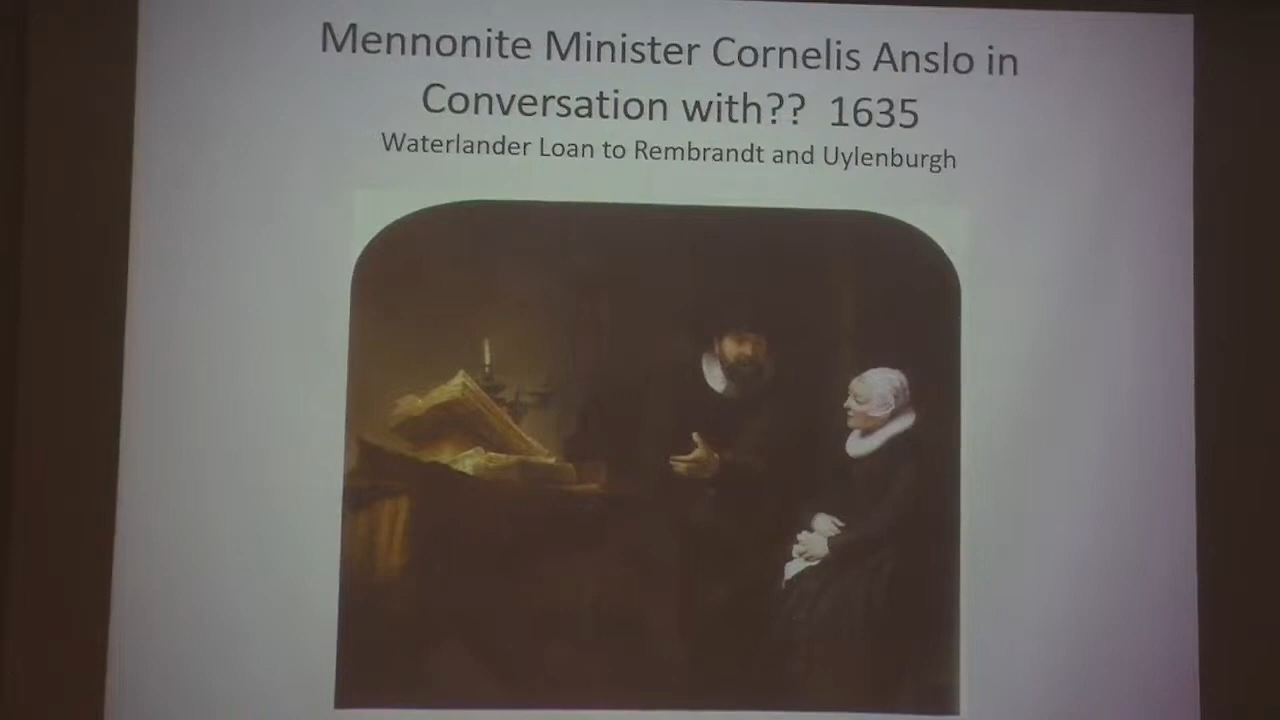 Mennonite Minister Cornelis Anslo in
Conversation with?? 1635
Waterlander Loan to Rembrandt and Uylenburgh